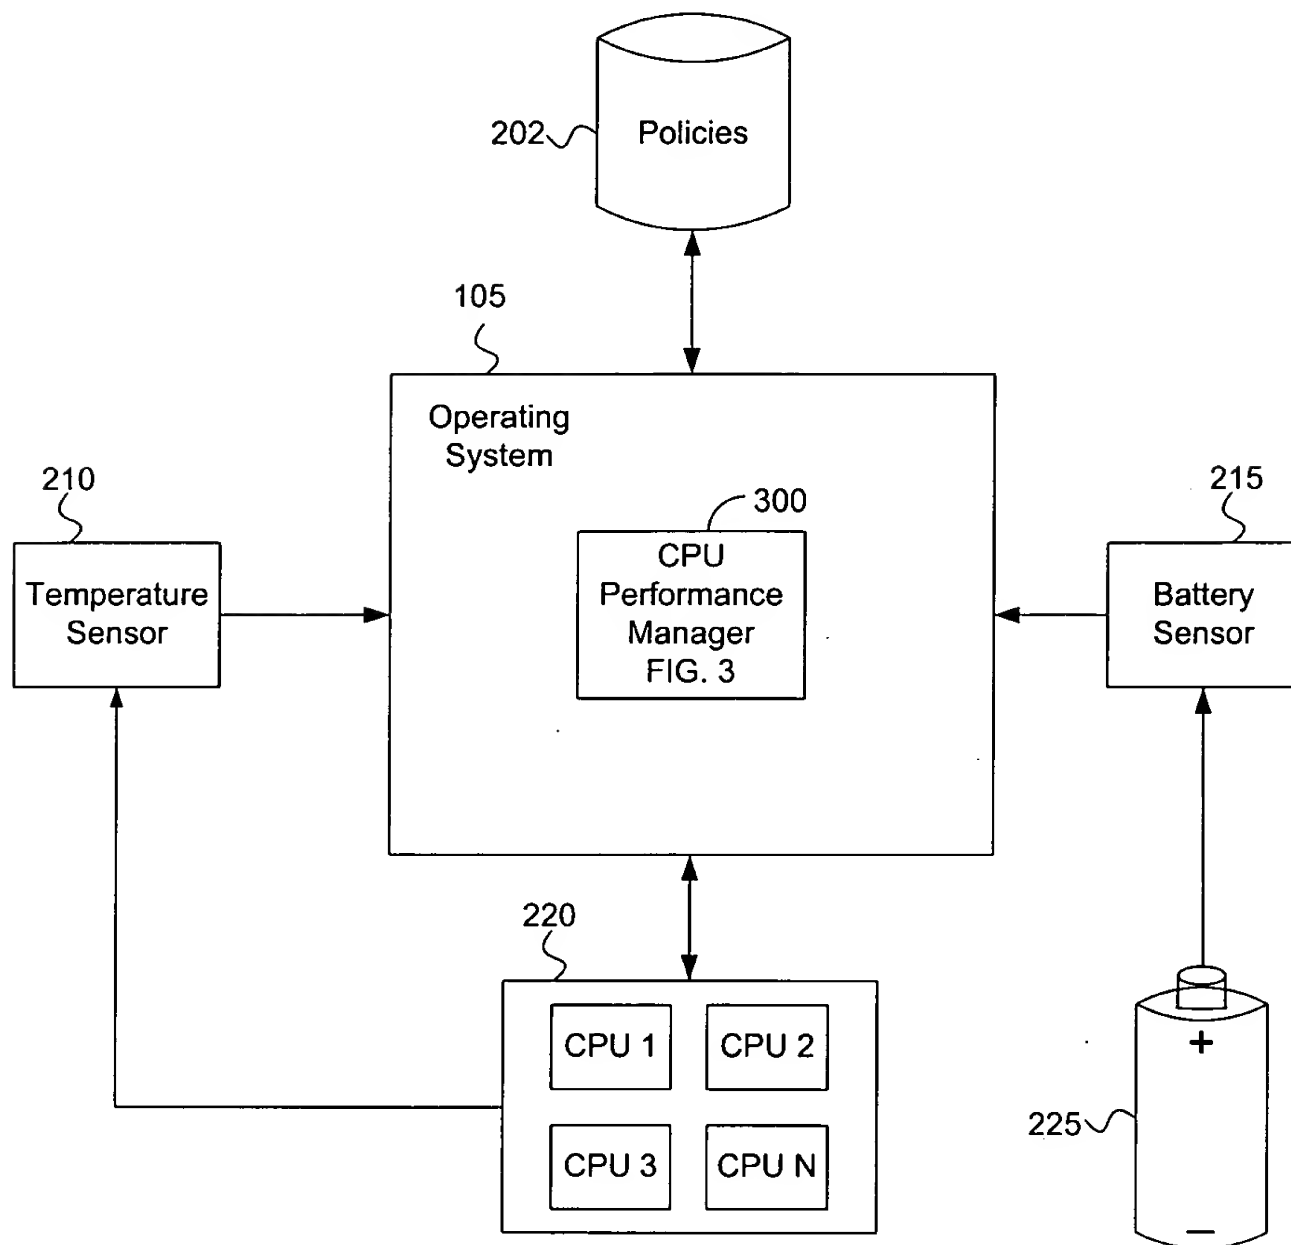 202
Policies
105
Operating
System
210
300
215
Temperature
Sensor
CPU
Performance
Manager
FIG. 3
Battery
Sensor
220
CPU 1
CPU 2
+
225
CPU 3
CPU N
−